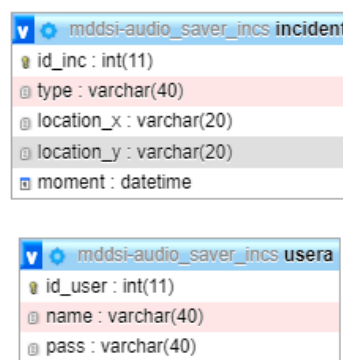 v mddsi-audio_saver_incs incident
id_inc : int(11)
type : varchar(40)
location_x : varchar(20)
location_y : varchar(20)
moment : datetime
v mddsi-audio_saver_incs usera
id_user : int(11)
name : varchar(40)
pass : varchar(40)